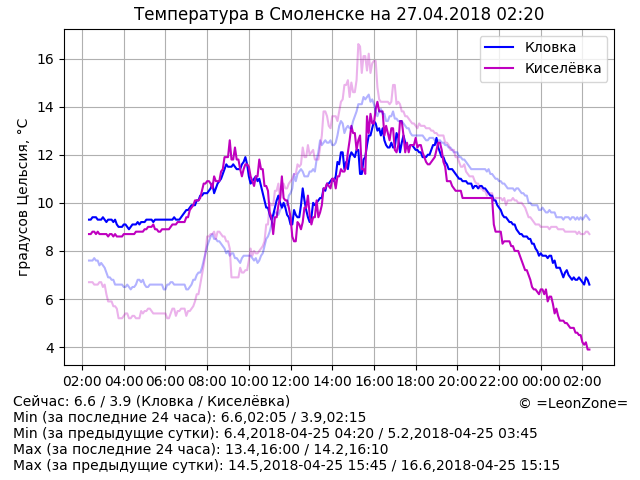 Температура в Смоленске на 27.04.2018 02:20
Кловка
Киселёвка
градусов Цельсия, °C
16
14
12
10
8
6
4
02:00 04:00 06:00 08:00 10:00 12:00 14:00 16:00 18:00 20:00 22:00 00:00 02:00
Сейчас: 6.6 / 3.9 (Кловка / Киселёвка)
© =LeonZone=
Min (за последние 24 часа): 6.6,02:05 / 3.9,02:15
Min (за предыдущие сутки): 6.4,2018-04-25 04:20 / 5.2,2018-04-25 03:45
Max (за последние 24 часа): 13.4,16:00 / 14.2,16:10
Max (за предыдущие сутки): 14.5,2018-04-25 15:45 / 16.6,2018-04-25 15:15